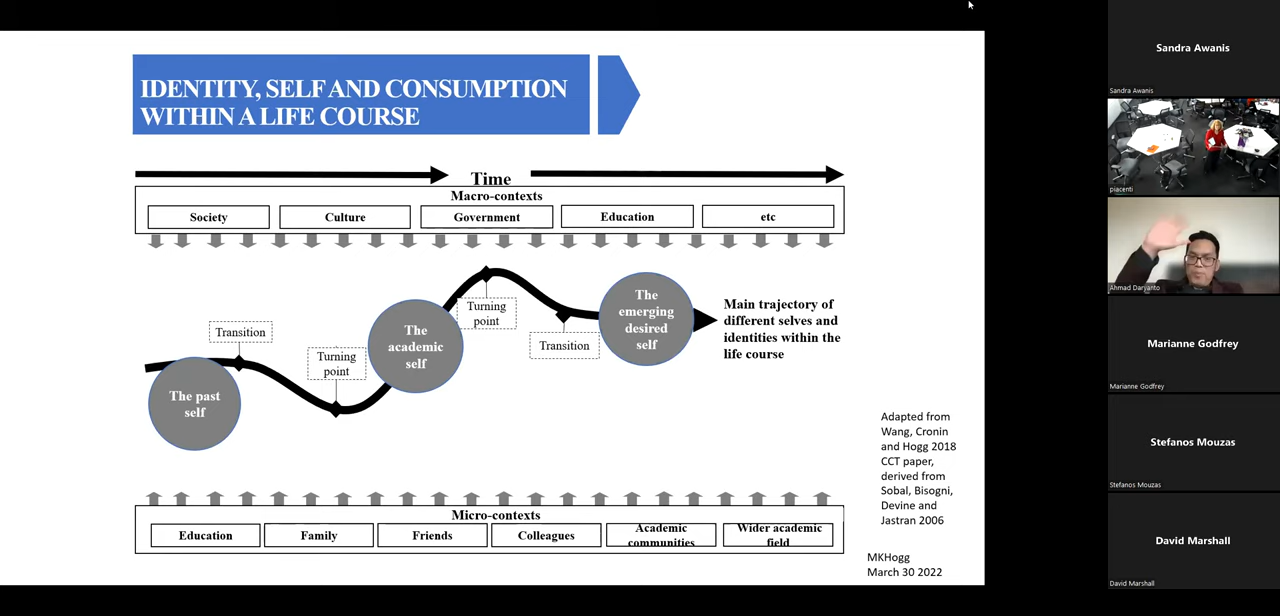 IDENTITY, SELF AND CONSUMPTION
WITHIN A LIFE COURSE
Time
Macro-contexts
Society
Culture
Government
Education
etc
Transition
Turning
point
The past
self
The
academic
self
Turning
point
Transition
The
emerging
desired
self
Main trajectory of
different selves and
identities within the
life course
Adapted from
Wang, Cronin
and Hogg 2018
CCT paper,
derived from
Sobal, Bisogni,
Devine and
Jastran 2006
Micro-contexts
Education
Family
Friends
Colleagues
Academic
communities
Wider academic
field
MKHogg
March 30 2022
Sandra Awanis
Sandra Awanis
piacenti
Ahmad Daryanto
Marianne Godfrey
Marianne Godfrey
Stefanos Mouzas
Stefanos Mouzas
David Marshall
David Marshall